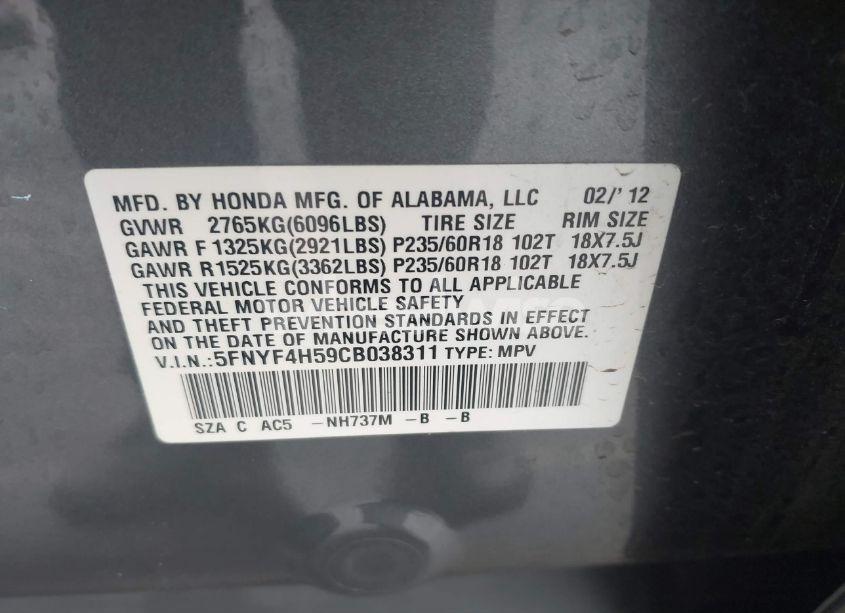 MFD. BY HONDA MFG. OF ALABAMA, LLC 02/' 12
GVWR 2765KG(6096LBS) TIRE SIZE RIM SIZE
GAWR F 1325KG(2921LBS) P235/60R18 102T 18X7.5J
GAWR R1525KG(3362LBS) P235/60R18 102T 18X7.5J
THIS VEHICLE CONFORMS TO ALL APPLICABLE
FEDERAL MOTOR VEHICLE SAFETY
AND THEFT PREVENTION STANDARDS IN EFFECT
ON THE DATE OF MANUFACTURE SHOWN ABOVE.
V.I.N.:5FNYF4H59CB038311 TYPE: MPV
SZA C AC5 -NH737M -B -B